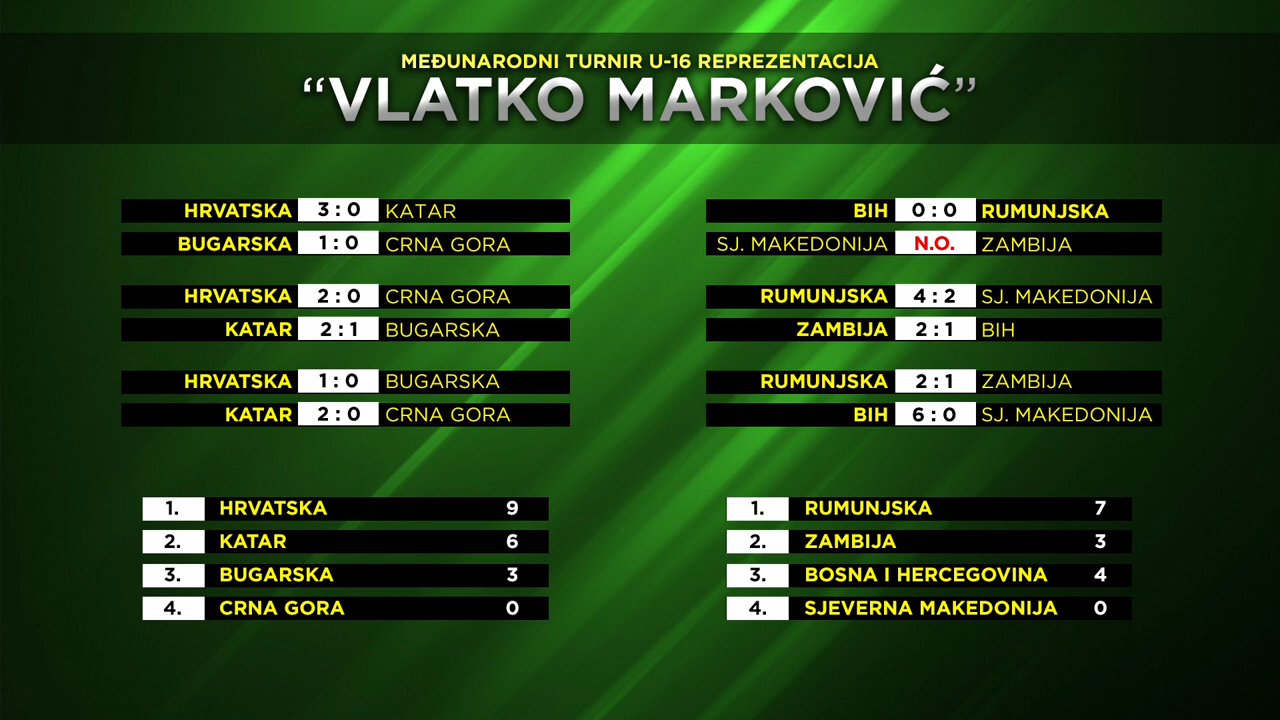 MEĐUNARODNI TURNIR U-16 REPREZENTACIJA
“VLATKO MARKOVIĆ”
HRVATSKA 3 : 0 KATAR
BUGARSKA 1 : 0 CRNA GORA
HRVATSKA 2 : 0 CRNA GORA
KATAR 2 : 1 BUGARSKA
HRVATSKA 1 : 0 BUGARSKA
KATAR 2 : 0 CRNA GORA
BIH 0 : 0 RUMUNJSKA
SJ. MAKEDONIJA N.O. ZAMBIJA
RUMUNJSKA 4 : 2 SJ. MAKEDONIJA
ZAMBIJA 2 : 1 BIH
RUMUNJSKA 2 : 1 ZAMBIJA
BIH 6 : 0 SJ. MAKEDONIJA
1. HRVATSKA 9
2. KATAR 6
3. BUGARSKA 3
4. CRNA GORA 0
1. RUMUNJSKA 7
2. ZAMBIJA 3
3. BOSNA I HERCEGOVINA 4
4. SJEVERNA MAKEDONIJA 0